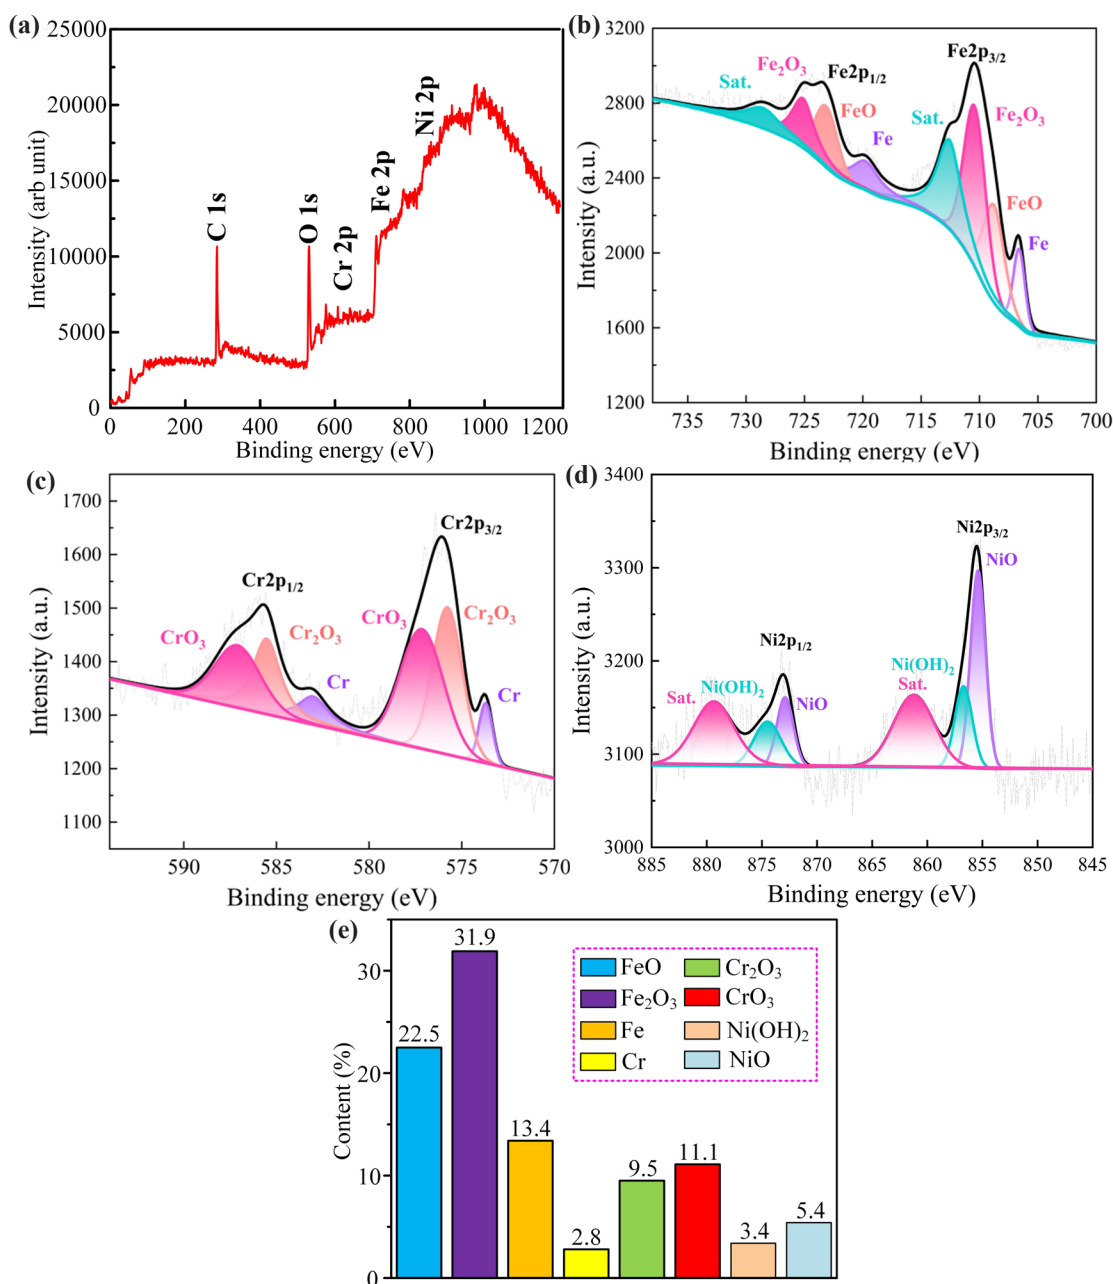 (a)
25000
20000
15000
10000
5000
0
Intensity (arb unit)
C 1s
O 1s
Cr 2p
Fe 2p
Ni 2p
0 200 400 600 800 1000 1200
Binding energy (eV)
(b)
3200
2800
2400
2000
1600
1200
Intensity (a.u.)
Sat.
Fe₂O₃
Fe2p₁/₂
FeO
Fe
Sat.
Fe2p₃/₂
Fe₂O₃
FeO
Fe
735 730 725 720 715 710 705 700
Binding energy (eV)
(c)
1700
1600
1500
1400
1300
1200
1100
Intensity (a.u.)
CrO₃
Cr2p₁/₂
Cr₂O₃
Cr
CrO₃
Cr2p₃/₂
Cr₂O₃
Cr
590 585 580 575 570
Binding energy (eV)
(d)
3400
3300
3200
3100
3000
Intensity (a.u.)
Sat.
Ni(OH)₂
Ni2p₁/₂
NiO
Ni(OH)₂
Sat.
Ni2p₃/₂
NiO
885 880 875 870 865 860 855 850 845
Binding energy (eV)
(e)
30
20
10
0
Content (%)
22.5
31.9
13.4
2.8
9.5
11.1
3.4
5.4
FeO Cr₂O₃
Fe₂O₃ CrO₃
Fe Ni(OH)₂
Cr NiO